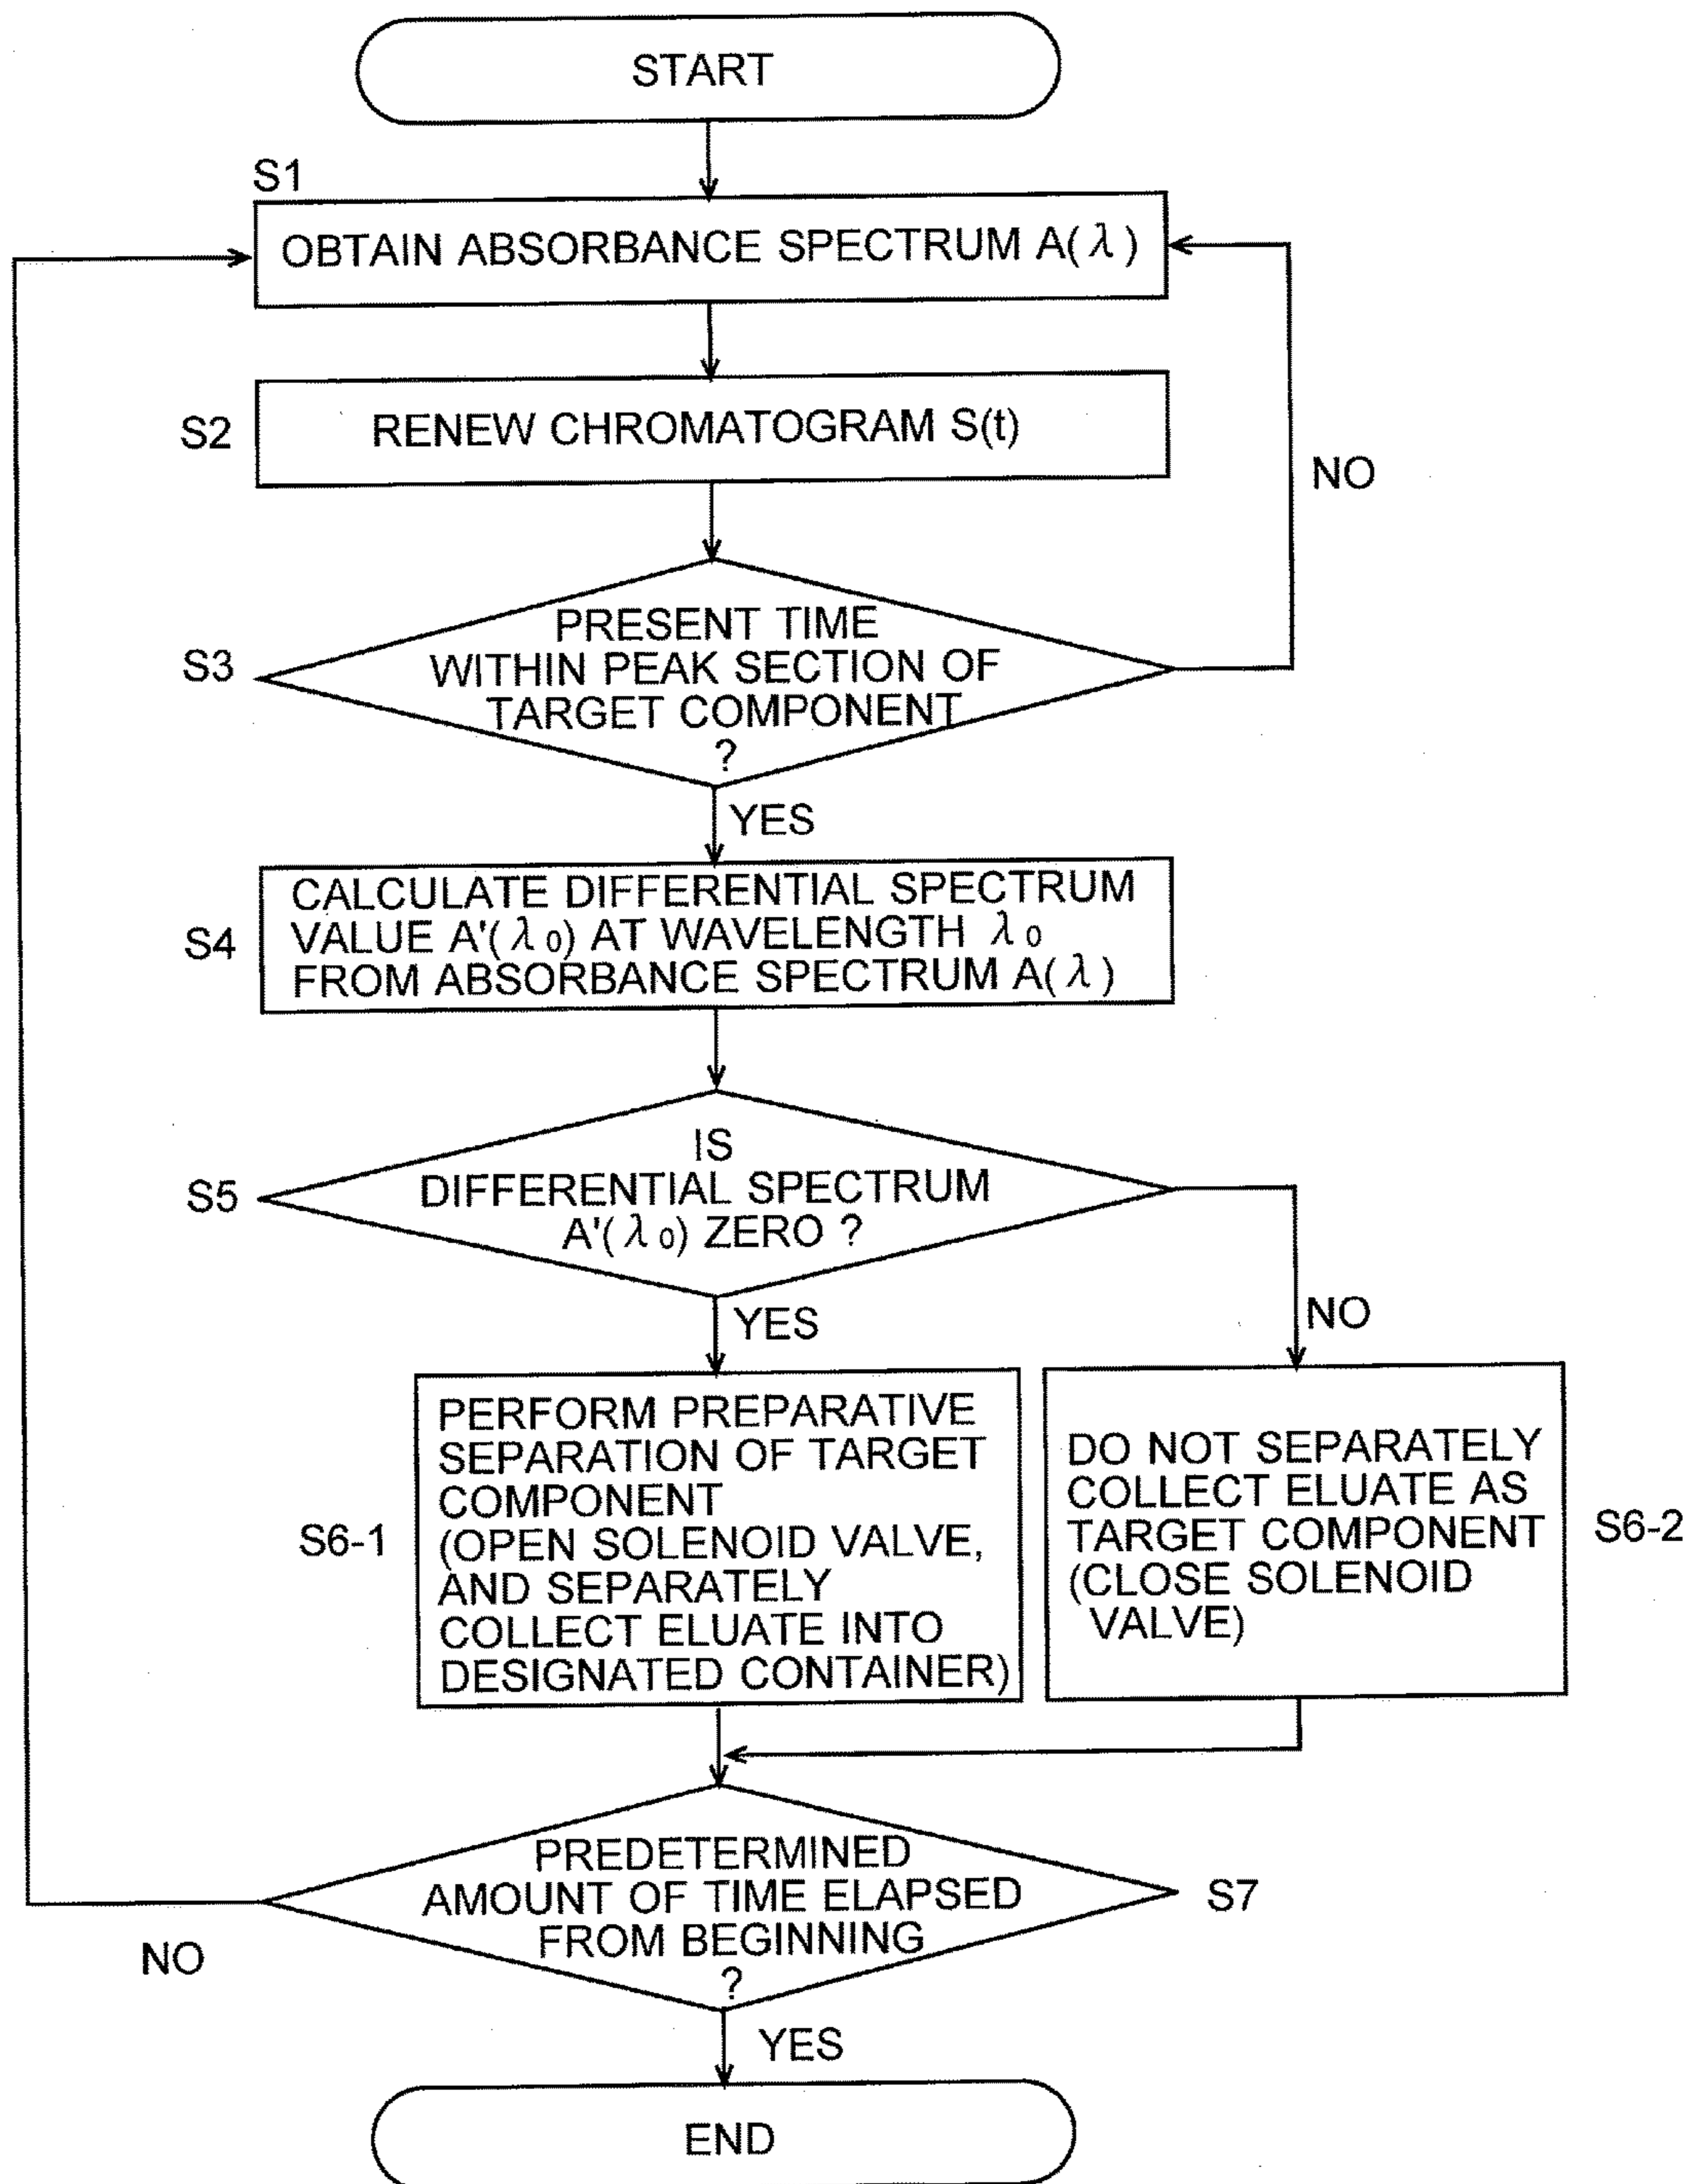 START
S1
OBTAIN ABSORBANCE SPECTRUM A(λ)
S2
RENEW CHROMATOGRAM S(t)
NO
S3
PRESENT TIME
WITHIN PEAK SECTION OF
TARGET COMPONENT
?
YES
S4
CALCULATE DIFFERENTIAL SPECTRUM
VALUE A'(λ0) AT WAVELENGTH λ0
FROM ABSORBANCE SPECTRUM A(λ)
S5
IS
DIFFERENTIAL SPECTRUM
A'(λ0) ZERO ?
YES
NO
S6-1
PERFORM PREPARATIVE
SEPARATION OF TARGET
COMPONENT
(OPEN SOLENOID VALVE,
AND SEPARATELY
COLLECT ELUATE INTO
DESIGNATED CONTAINER)
DO NOT SEPARATELY
COLLECT ELUATE AS
TARGET COMPONENT
(CLOSE SOLENOID
VALVE)
S6-2
PREDETERMINED
AMOUNT OF TIME ELAPSED
FROM BEGINNING
?
S7
NO
YES
END